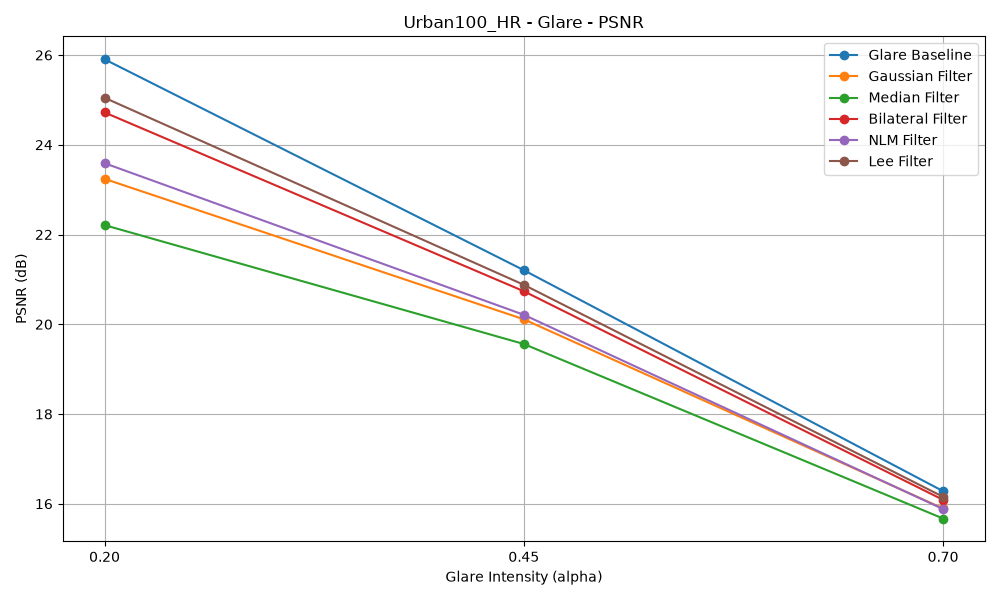 Urban100_HR - Glare - PSNR
Glare Baseline
Gaussian Filter
Median Filter
Bilateral Filter
NLM Filter
Lee Filter
PSNR (dB)
26
24
22
20
18
16
0.20
0.45
0.70
Glare Intensity (alpha)